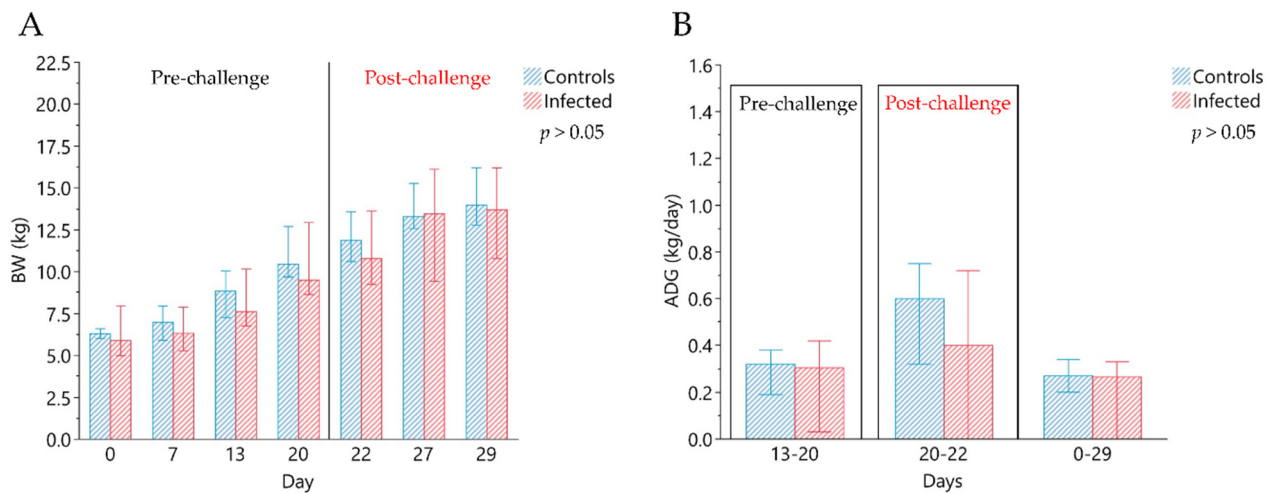 A
22.5
20.0
17.5
15.0
12.5
10.0
7.5
5.0
2.5
0.0
BW (kg)
Pre-challenge
Post-challenge
Controls
Infected
p > 0.05
0 7 13 20 22 27 29
Day
B
1.6
1.4
1.2
1.0
0.8
0.6
0.4
0.2
0.0
ADG (kg/day)
Pre-challenge
Post-challenge
Controls
Infected
p > 0.05
13-20 20-22 0-29
Days